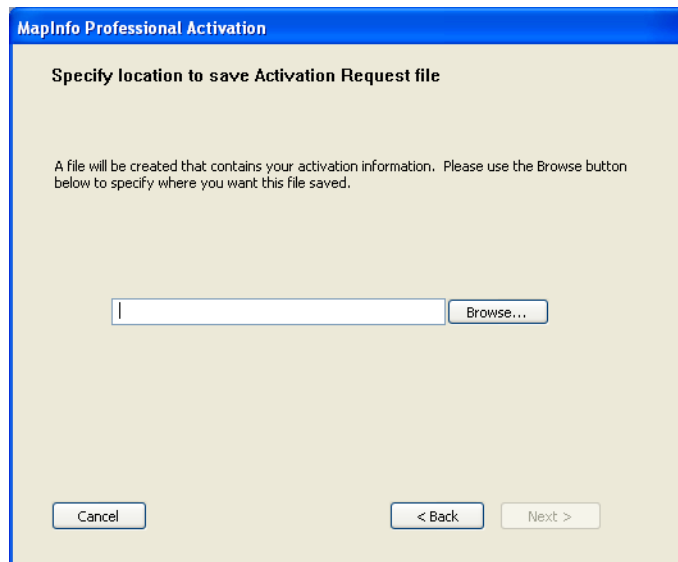 MapInfo Professional Activation
Specify location to save Activation Request file
A file will be created that contains your activation information.  Please use the Browse button
below to specify where you want this file saved.
Browse...
Cancel
< Back
Next >